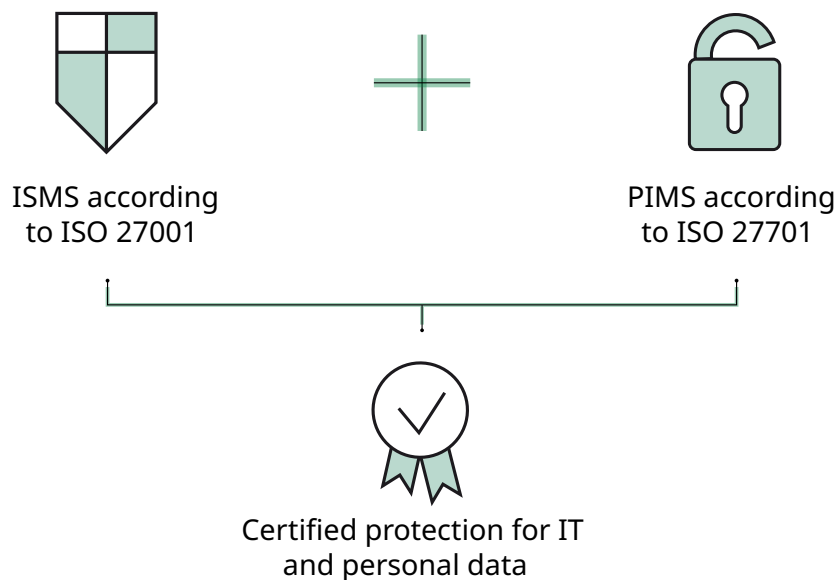 ISMS according
to ISO 27001
PIMS according
to ISO 27701
Certified protection for IT
and personal data